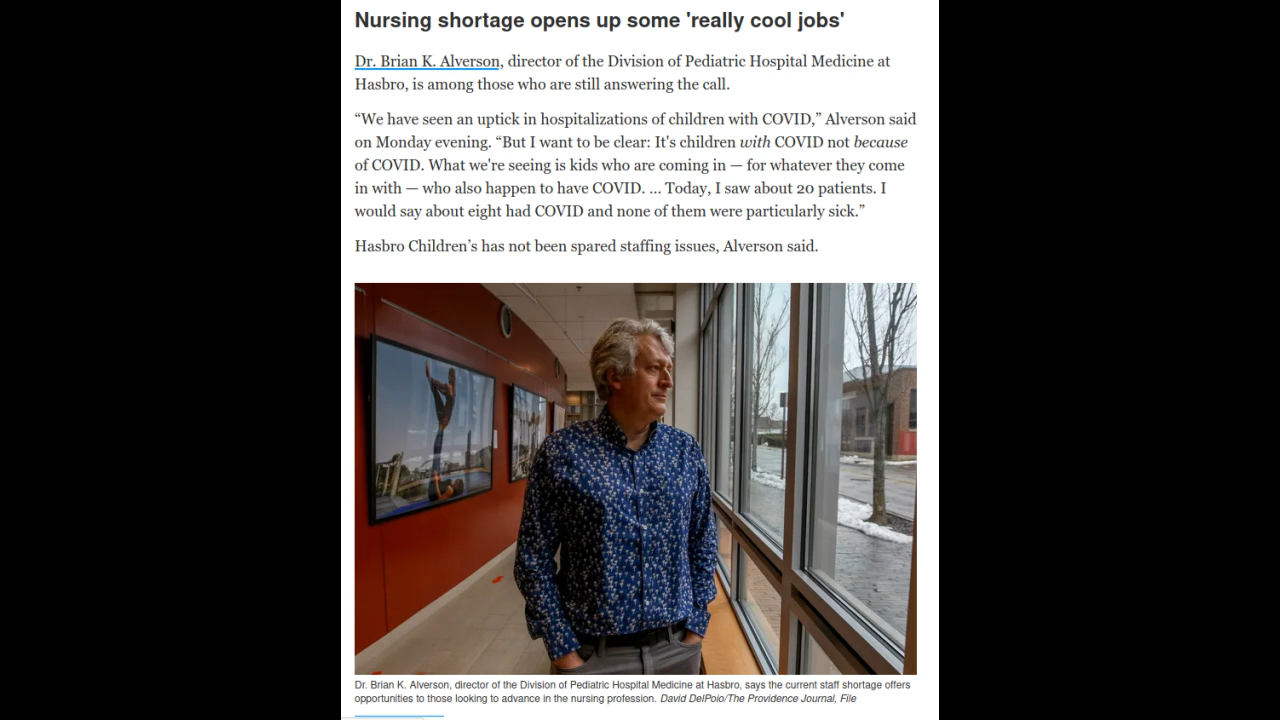 Nursing shortage opens up some 'really cool jobs'
Dr. Brian K. Alverson, director of the Division of Pediatric Hospital Medicine at
Hasbro, is among those who are still answering the call.
“We have seen an uptick in hospitalizations of children with COVID,” Alverson said
on Monday evening. “But I want to be clear: It's children with COVID not because
of COVID. What we're seeing is kids who are coming in — for whatever they come
in with — who also happen to have COVID. ... Today, I saw about 20 patients. I
would say about eight had COVID and none of them were particularly sick.”
Hasbro Children’s has not been spared staffing issues, Alverson said.
Dr. Brian K. Alverson, director of the Division of Pediatric Hospital Medicine at Hasbro, says the current staff shortage offers
opportunities to those looking to advance in the nursing profession. David DelPoio/The Providence Journal, File